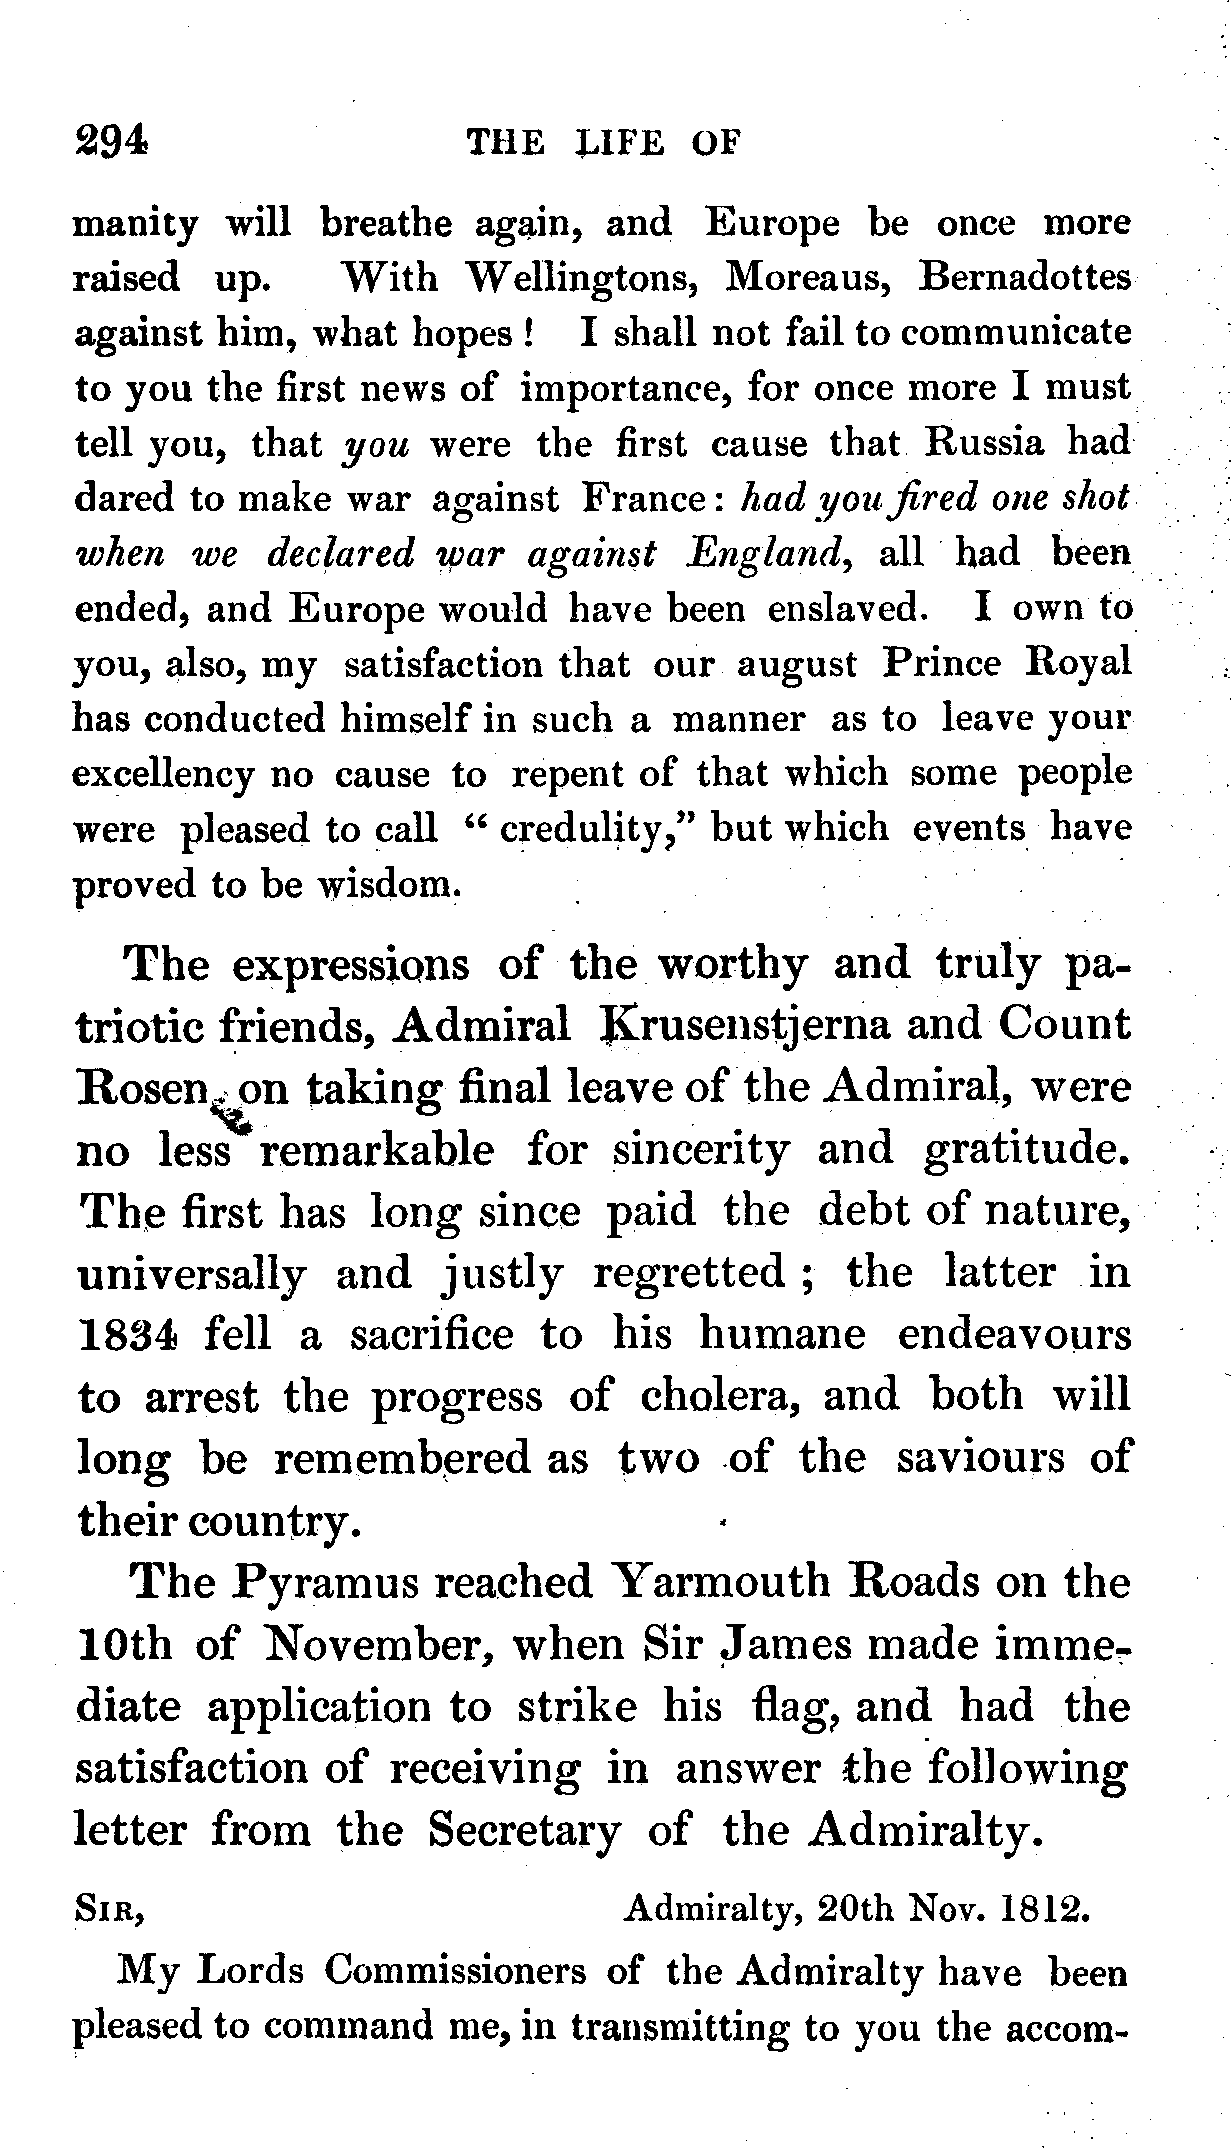 294 THE LIFE OF
manity will breathe again, and Europe be once more
raised up. With Wellingtons, Moreaus, Bernadottes
against him, what hopes ! I shall not fail to communicate
to you the first news of importance, for once more I must
tell you, that you were the first cause that Russia had
dared to make war against France : had you fired one shot
when we declared war against England, all had been
ended, and Europe would have been enslaved. I own to
you, also, my satisfaction that our august Prince Royal
has conducted himself in such a manner as to leave your
excellency no cause to repent of that which some people
were pleased to call “ credulity,” but which events have
proved to be wisdom.
The expressions of the worthy and truly pa-
triotic friends, Admiral Krusenstjerna and Count
Rosen, on taking final leave of the Admiral, were
no less remarkable for sincerity and gratitude.
The first has long since paid the debt of nature,
universally and justly regretted ; the latter in
1834 fell a sacrifice to his humane endeavours
to arrest the progress of cholera, and both will
long be remembered as two of the saviours of
their country.
The Pyramus reached Yarmouth Roads on the
10th of November, when Sir James made imme-
diate application to strike his flag, and had the
satisfaction of receiving in answer the following
letter from the Secretary of the Admiralty.
SIR, Admiralty, 20th Nov. 1812.
My Lords Commissioners of the Admiralty have been
pleased to command me, in transmitting to you the accom-